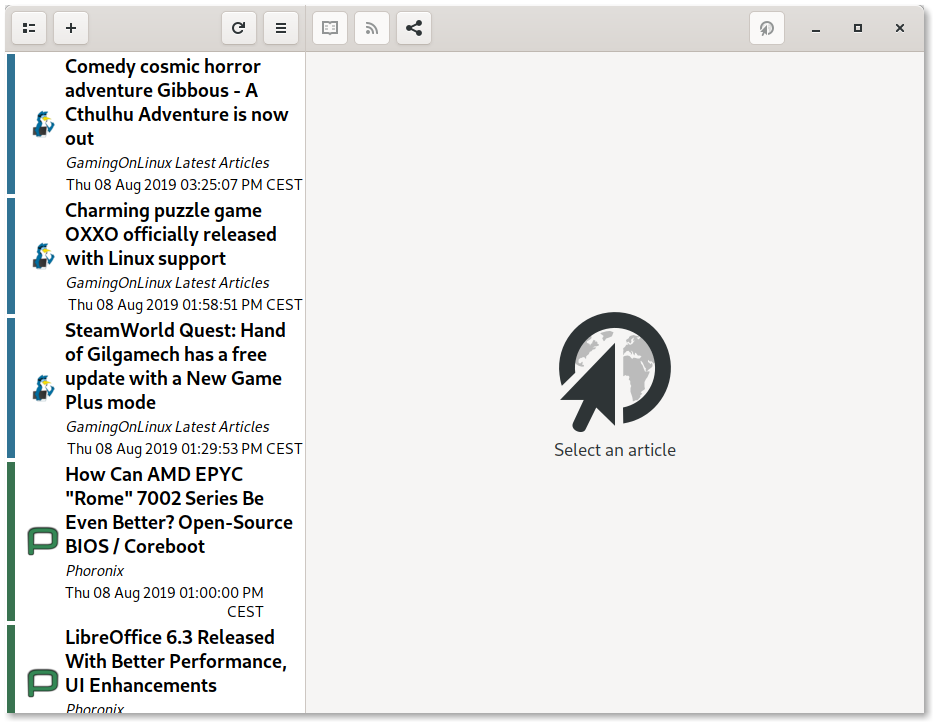 Comedy cosmic horror
adventure Gibbous - A
Cthulhu Adventure is now
out
GamingOnLinux Latest Articles
Thu 08 Aug 2019 03:25:07 PM CEST
Charming puzzle game
OXXO officially released
with Linux support
GamingOnLinux Latest Articles
Thu 08 Aug 2019 01:58:51 PM CEST
SteamWorld Quest: Hand
of Gilgamech has a free
update with a New Game
Plus mode
GamingOnLinux Latest Articles
Thu 08 Aug 2019 01:29:53 PM CEST
How Can AMD EPYC
"Rome" 7002 Series Be
Even Better? Open-Source
BIOS / Coreboot
Phoronix
Thu 08 Aug 2019 01:00:00 PM
CEST
LibreOffice 6.3 Released
With Better Performance,
UI Enhancements
Phoronix
Select an article